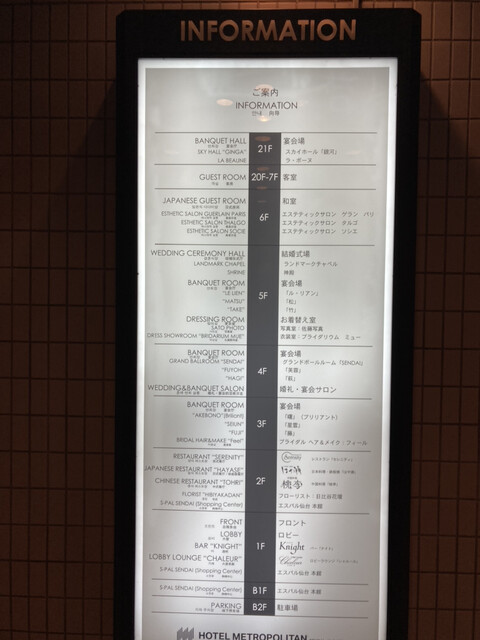 INFORMATION
ご案内
INFORMATION
안내 向導
BANQUET HALL 21F 宴会場
SKY HALL "GINGA" スカイホール「銀河」
LA BEAUNE ラ・ボーヌ
GUEST ROOM 20F-7F 客室
JAPANESE GUEST ROOM 6F 和室
ESTHETIC SALON GUERLAIN PARIS エステティックサロン ゲラン パリ
ESTHETIC SALON THALGO エステティックサロン タルゴ
ESTHETIC SALON SOCIE エステティックサロン ソシエ
WEDDING CEREMONY HALL 5F 結婚式場
LANDMARK CHAPEL ランドマークチャペル
SHRINE 神殿
BANQUET ROOM 宴会場
"LE LIEN" 「ル・リアン」
"MATSU" 「松」
"TAKE" 「竹」
DRESSING ROOM お着替え室
SATO PHOTO 写真室:佐藤写真
DRESS SHOWROOM "BRIDARIUM MUE" 衣裳室:ブライダリウム ミュー
BANQUET ROOM 4F 宴会場
GRAND BALLROOM "SENDAI" グランドボールルーム「SENDAI」
"FUYOH" 「芙蓉」
"HAGI" 「萩」
WEDDING&BANQUET SALON 婚礼・宴会サロン
BANQUET ROOM 3F 宴会場
"AKEBONO"(Brilliant) 「曙」(ブリリアント)
"SEIUN" 「星雲」
"FUJI" 「藤」
BRIDAL HAIR&MAKE "Feel" ブライダル ヘア&メイク:フィール
RESTAURANT "SERENITY" 2F
JAPANESE RESTAURANT "HAYASE"
CHINESE RESTAURANT "TOHRI" 桃李
FLORIST "HIBIYAKADAN" フローリスト:日比谷花壇
S-PAL SENDAI (Shopping Center) エスパル仙台 本館
FRONT 1F フロント
LOBBY ロビー
BAR "KNIGHT" Knight
LOBBY LOUNGE "CHALEUR" Chaleur
S-PAL SENDAI (Shopping Center) エスパル仙台 本館
S-PAL SENDAI (Shopping Center) B1F エスパル仙台 本館
PARKING B2F 駐車場
HOTEL METROPOLITAN